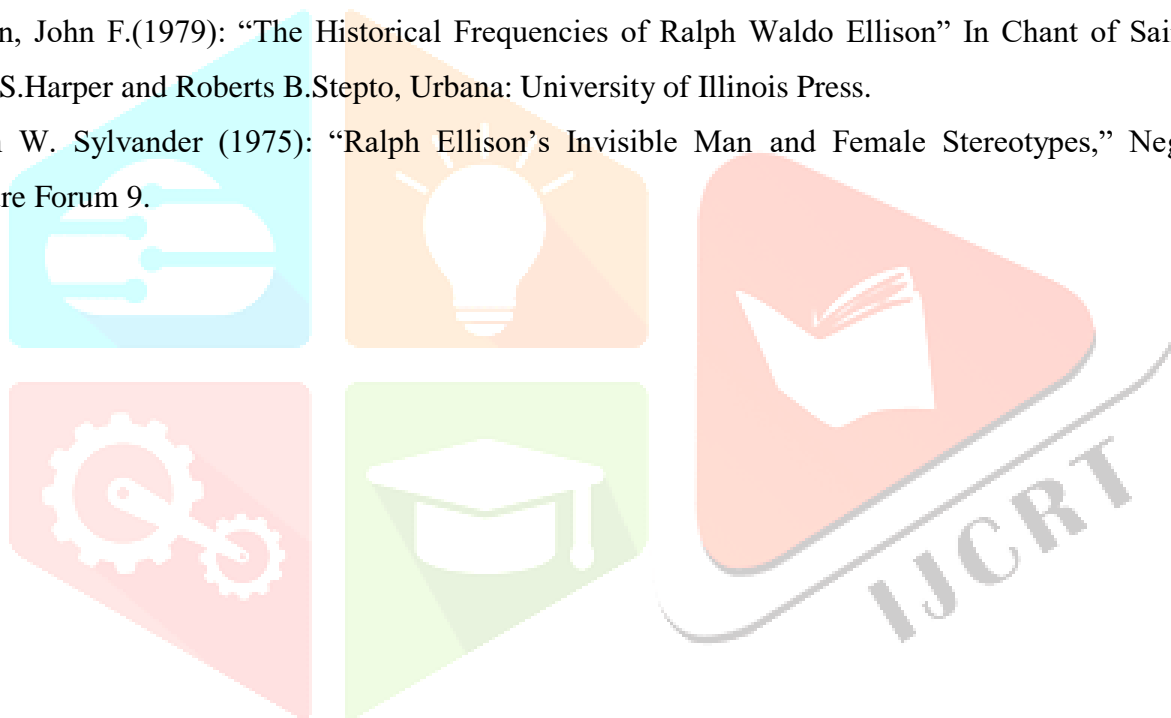 n, John F.(1979): “The Historical Frequencies of Ralph Waldo Ellison” In Chant of Sai
S.Harper and Roberts B.Stepto, Urbana: University of Illinois Press.
W. Sylvander (1975): “Ralph Ellison’s Invisible Man and Female Stereotypes,” Neg
re Forum 9.
IJCRT